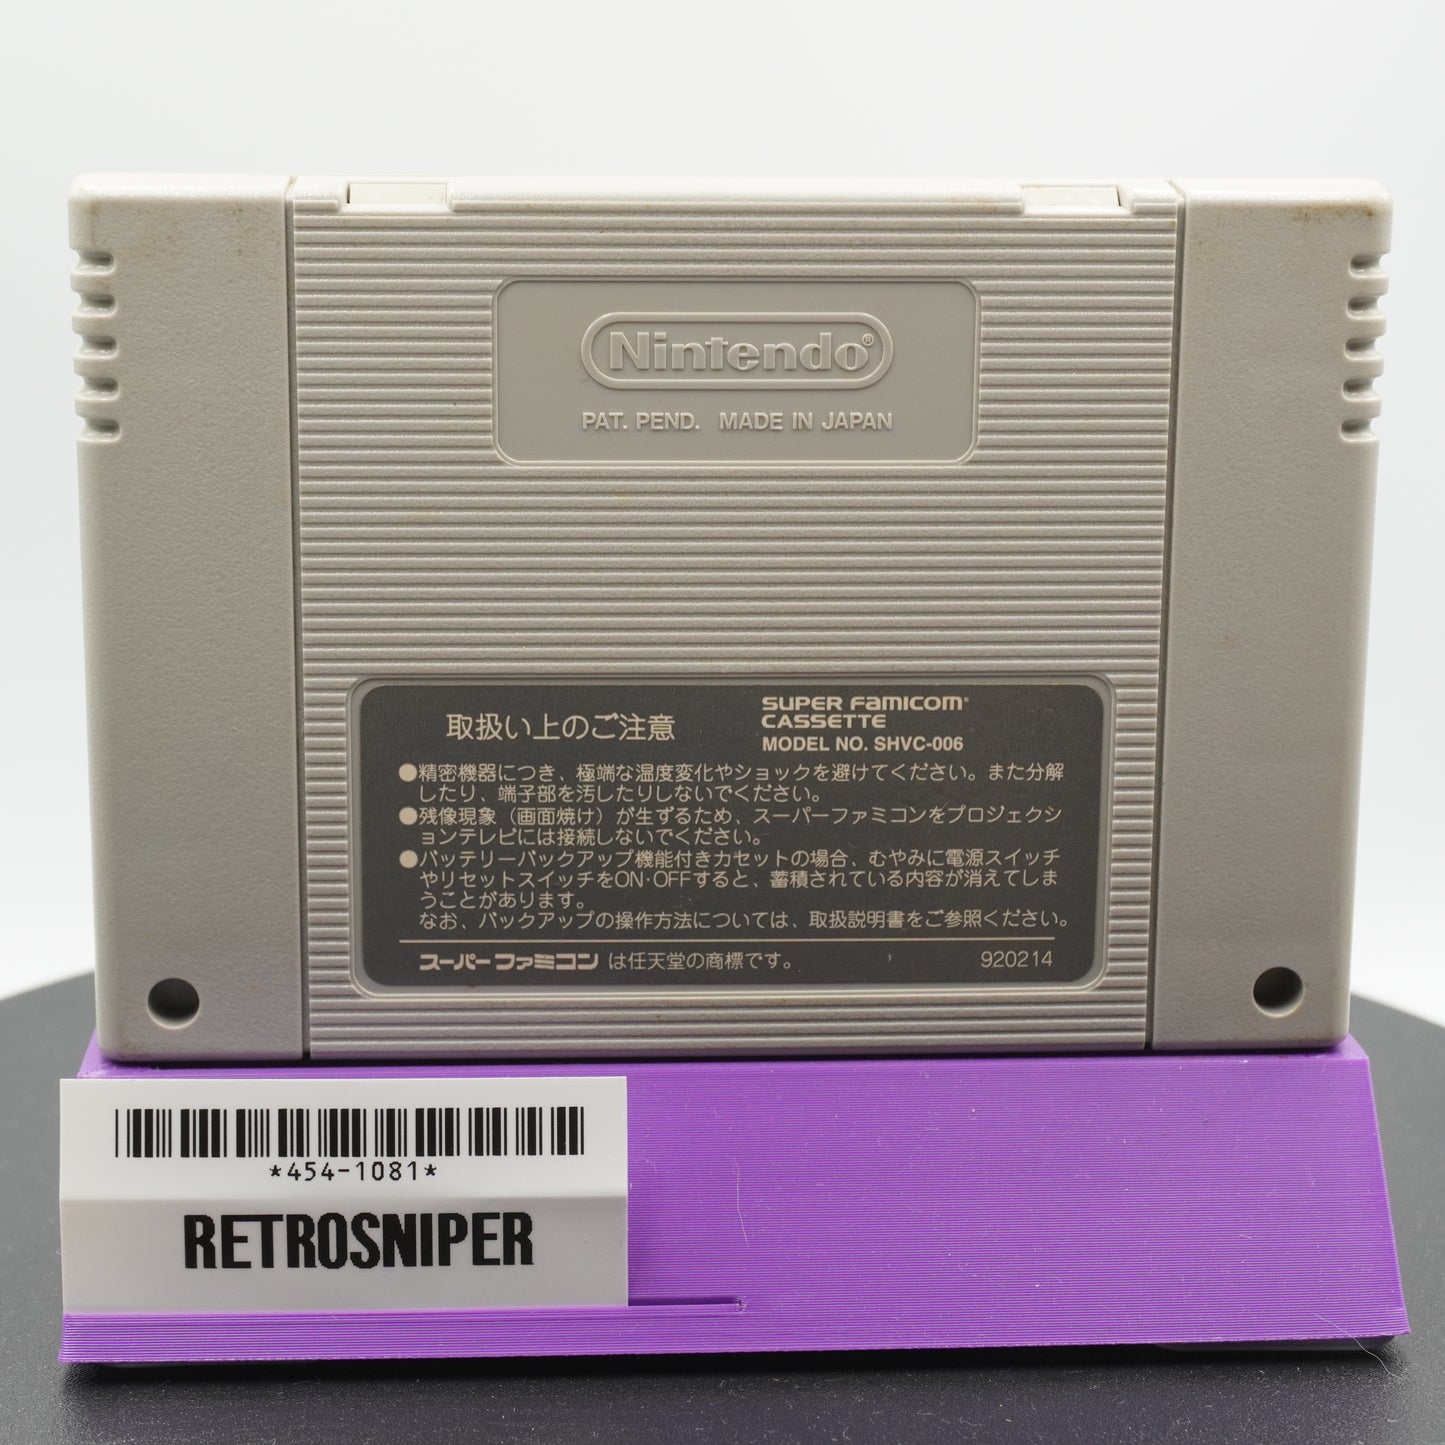 Nintendo®
PAT. PEND. MADE IN JAPAN
取扱い上のご注意
SUPER FAMICOM®
CASSETTE
MODEL NO. SHVC-006
●精密機器につき、極端な温度変化やショックを避けてください。また分解
したり、端子部を汚したりしないでください。
●残像現象（画面焼け）が生ずるため、スーパーファミコンをプロジェクシ
ョンテレビには接続しないでください。
●バッテリーバックアップ機能付きカセットの場合、むやみに電源スイッチ
やリセットスイッチをON・OFFすると、蓄積されている内容が消えてしま
うことがあります。
なお、バックアップの操作方法については、取扱説明書をご参照ください。
スーパーファミコン は任天堂の商標です。
920214
*454-1081*
RETROSNIPER